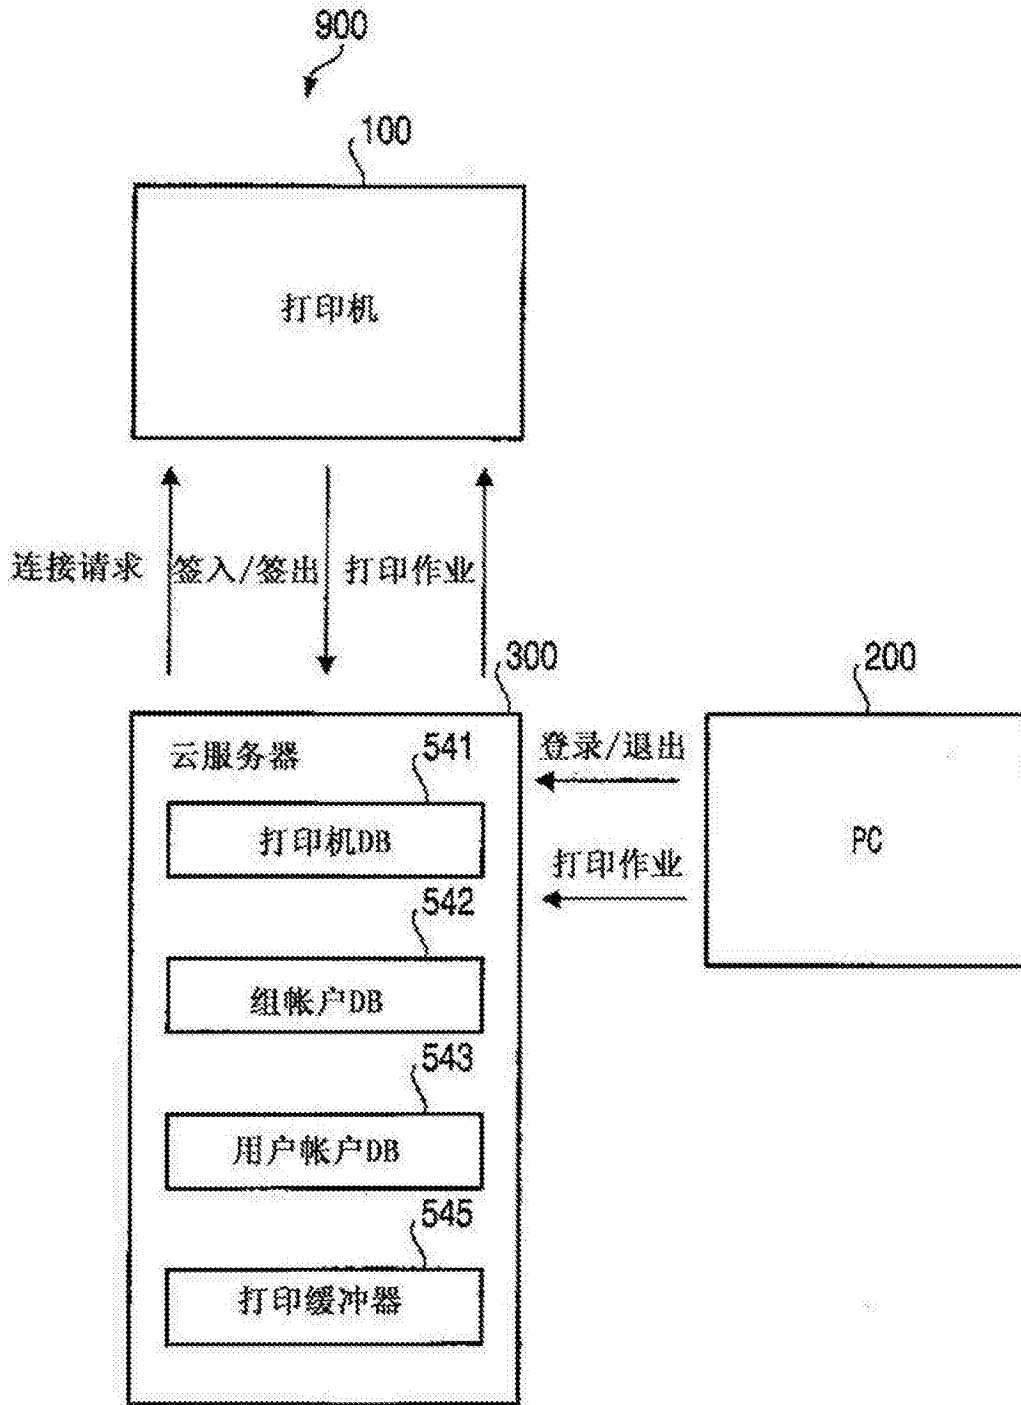 900
100
打印机
连接请求
签入/签出
打印作业
300
200
云服务器
541
登录/退出
打印机DB
PC
打印作业
542
组帐户DB
543
用户帐户DB
545
打印缓冲器